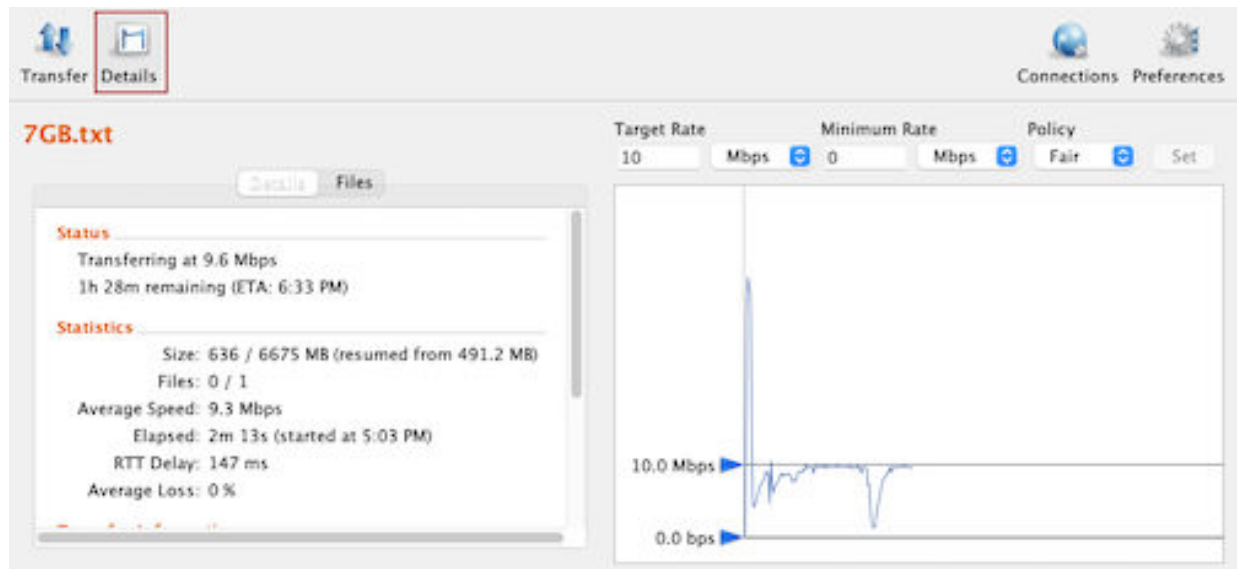 Transfer Details
Connections Preferences
7GB.txt
Details Files
Status
Transferring at 9.6 Mbps
1h 28m remaining (ETA: 6:33 PM)
Statistics
Size: 636 / 6675 MB (resumed from 491.2 MB)
Files: 0 / 1
Average Speed: 9.3 Mbps
Elapsed: 2m 13s (started at 5:03 PM)
RTT Delay: 147 ms
Average Loss: 0 %
Target Rate Minimum Rate Policy
10 Mbps 0 Mbps Fair Set
10.0 Mbps
0.0 bps